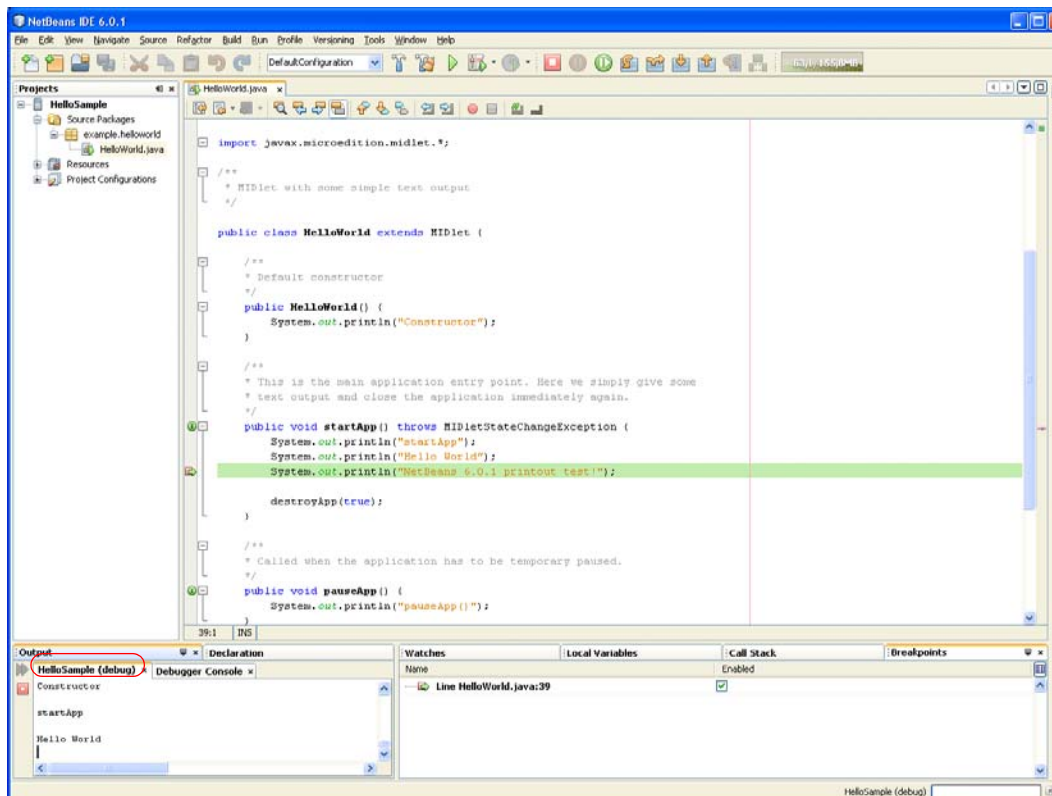 NetBeans IDE 6.0.1
File Edit View Navigate Source Refactor Build Run Profile Versioning Tools Window Help
DefaultConfiguration
Projects
HelloSample
Source Packages
example.helloworld
HelloWorld.java
Resources
Project Configurations
HelloWorld.java
import javax.microedition.midlet.*;
/**
* MIDlet with some simple text output
*/
public class HelloWorld extends MIDlet {
/**
* Default constructor
*/
public HelloWorld() {
System.out.println("Constructor");
}
/**
* This is the main application entry point. Here we simply give some
* text output and close the application immediately again.
*/
public void startApp() throws MIDletStateChangeException {
System.out.println("startApp");
System.out.println("Hello World");
System.out.println("NetBeans 6.0.1 printout test!");
destroyApp(true);
}
/**
* Called when the application has to be temporary paused.
*/
public void pauseApp() {
System.out.println("pauseApp()");
}
39:1 INS
Output Declaration
HelloSample (debug) Debugger Console
Constructor
startApp
Hello World
Watches Local Variables Call Stack Breakpoints
Name Enabled
Line HelloWorld.java:39
HelloSample (debug)